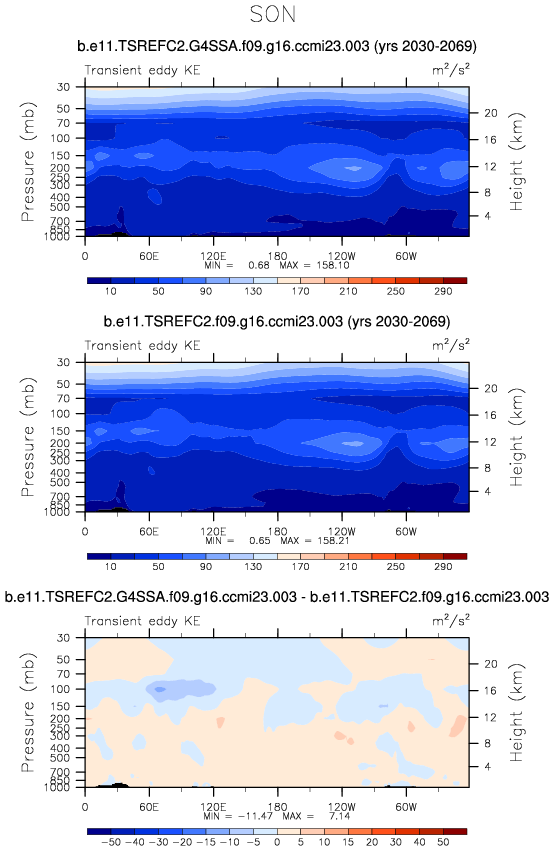 SON
b.e11.TSREFC2.G4SSA.f09.g16.ccmi23.003 (yrs 2030-2069)
Transient eddy KE m²/s²
Pressure (mb)
30
50
70
100
150
200
250
300
400
500
700
850
1000
Height (km)
20
16
12
8
4
0 60E 120E 180 120W 60W
MIN = 0.68 MAX = 158.10
10 50 90 130 170 210 250 290
b.e11.TSREFC2.f09.g16.ccmi23.003 (yrs 2030-2069)
Transient eddy KE m²/s²
Pressure (mb)
30
50
70
100
150
200
250
300
400
500
700
850
1000
Height (km)
20
16
12
8
4
0 60E 120E 180 120W 60W
MIN = 0.65 MAX = 158.21
10 50 90 130 170 210 250 290
b.e11.TSREFC2.G4SSA.f09.g16.ccmi23.003 - b.e11.TSREFC2.f09.g16.ccmi23.003
Transient eddy KE m²/s²
Pressure (mb)
30
50
70
100
150
200
250
300
400
500
700
850
1000
Height (km)
20
16
12
8
4
0 60E 120E 180 120W 60W
MIN = -11.47 MAX = 7.14
-50 -40 -30 -20 -15 -10 -5 0 5 10 15 20 30 40 50